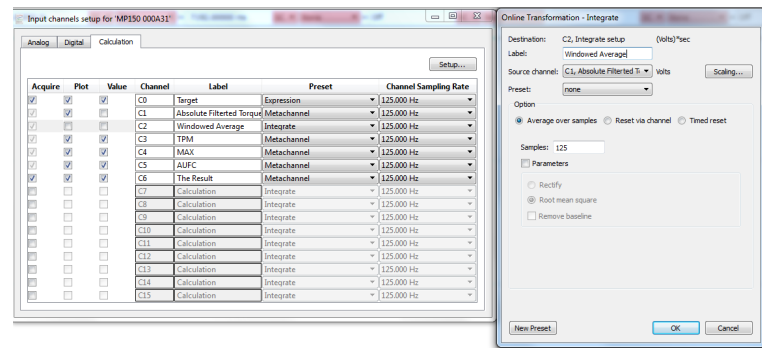 Input channels setup for 'MP150 000A31'
Analog Digital Calculation
Setup...
Acquire Plot Value Channel Label Preset Channel Sampling Rate
C0 Target Expression 125.000 Hz
C1 Absolute Filterted Torque Metachannel 125.000 Hz
C2 Windowed Average Integrate 125.000 Hz
C3 TPM Metachannel 125.000 Hz
C4 MAX Metachannel 125.000 Hz
C5 AUFC Metachannel 125.000 Hz
C6 The Result Metachannel 125.000 Hz
C7 Calculation Integrate 125.000 Hz
C8 Calculation Integrate 125.000 Hz
C9 Calculation Integrate 125.000 Hz
C10 Calculation Integrate 125.000 Hz
C11 Calculation Integrate 125.000 Hz
C12 Calculation Integrate 125.000 Hz
C13 Calculation Integrate 125.000 Hz
C14 Calculation Integrate 125.000 Hz
C15 Calculation Integrate 125.000 Hz
Online Transformation - Integrate
Destination: C2, Integrate setup (Volts)*sec
Label: Windowed Average
Source channel: C1, Absolute Filterted Volts Scaling...
Preset: none
Option
Average over samples Reset via channel Timed reset
Samples: 125
Parameters
Rectify
Root mean square
Remove baseline
New Preset OK Cancel